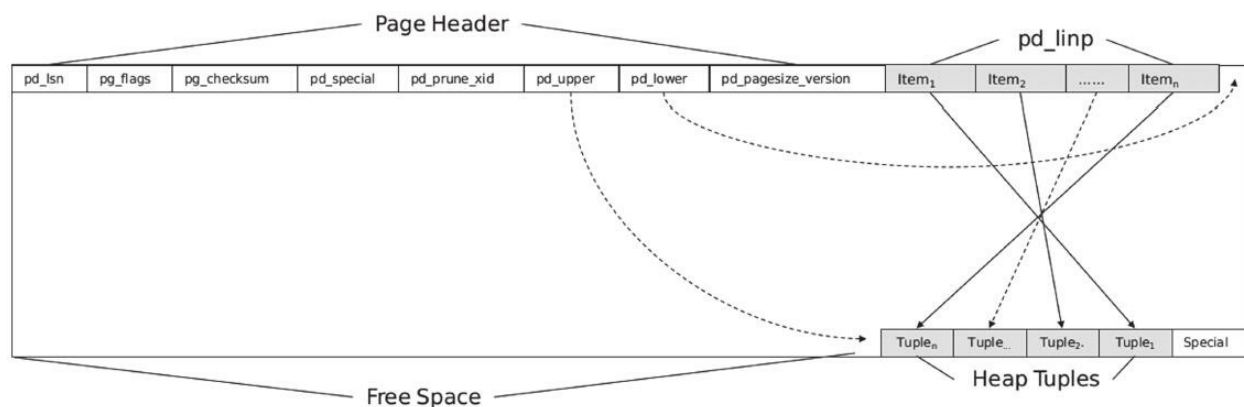 Page Header
pd_linp
pd_lsn pg_flags pg_checksum pd_special pd_prune_xid pd_upper pd_lower pd_pagesize_version Item₁ Item₂ ...... Itemₙ
Tupleₙ Tuple... Tuple₂. Tuple₁ Special
Free Space
Heap Tuples